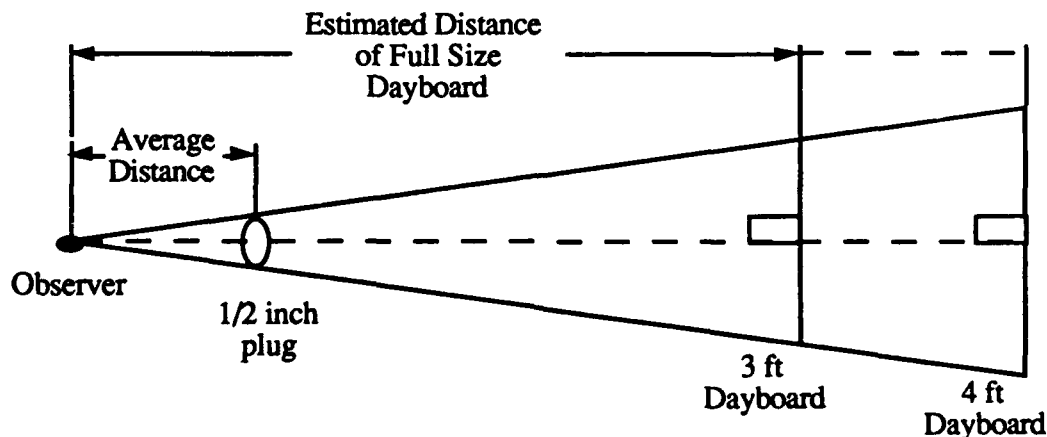 Estimated Distance
of Full Size
Dayboard
Average
Distance
Observer
1/2 inch
plug
3 ft
Dayboard
4 ft
Dayboard